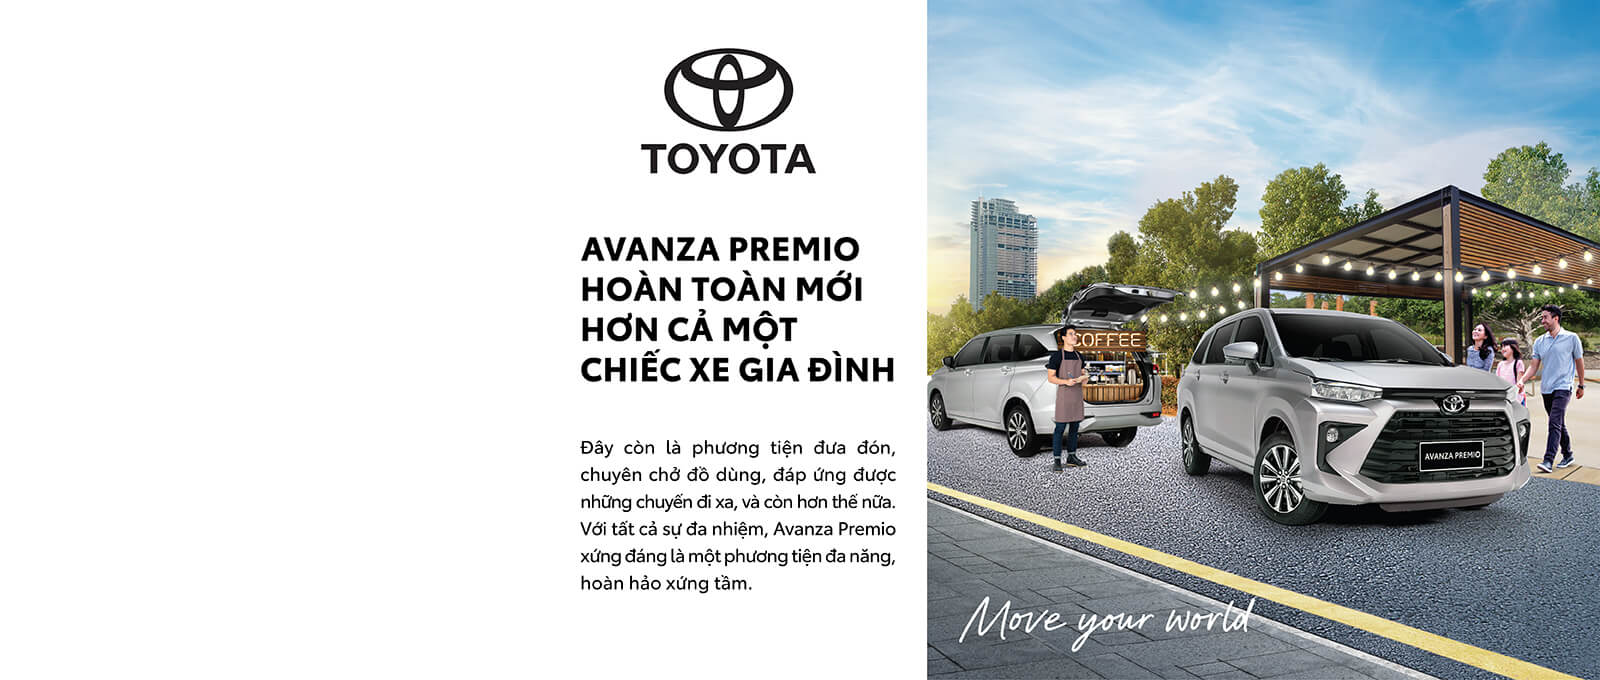 TOYOTA
AVANZA PREMIO
HOÀN TOÀN MỚI
HƠN CẢ MỘT
CHIẾC XE GIA ĐÌNH
Đây còn là phương tiện đưa đón,
chuyên chở đồ dùng, đáp ứng được
những chuyến đi xa, và còn hơn thế nữa.
Với tất cả sự đa nhiệm, Avanza Premio
xứng đáng là một phương tiện đa năng,
hoàn hảo xứng tầm.
COFFEE
AVANZA PREMIO
Move your world